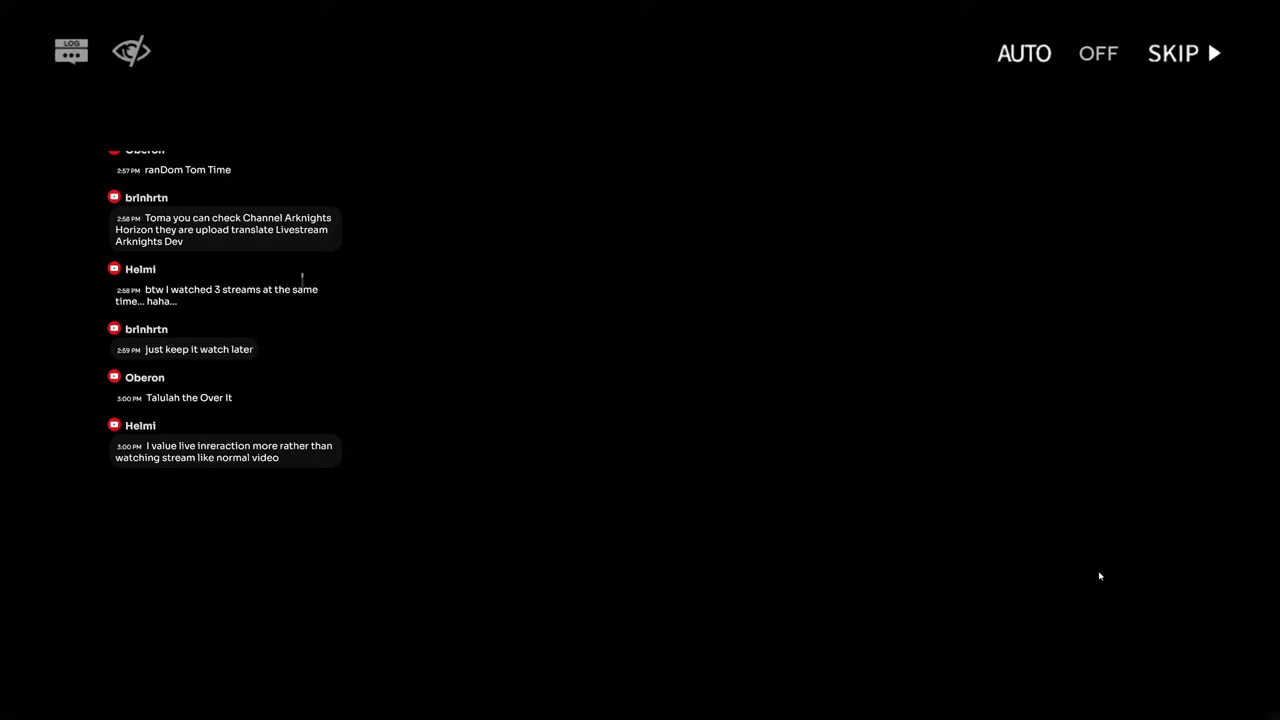 LOG
AUTO OFF SKIP
Oberon
2:57 PM ranDom Tom Time
brlnhrtn
2:58 PM Toma you can check Channel Arknights
Horizon they are upload translate Livestream
Arknights Dev
Helmi
2:58 PM btw I watched 3 streams at the same
time... haha...
brlnhrtn
2:59 PM just keep it watch later
Oberon
3:00 PM Talulah the Over It
Helmi
3:00 PM I value live inreraction more rather than
watching stream like normal video